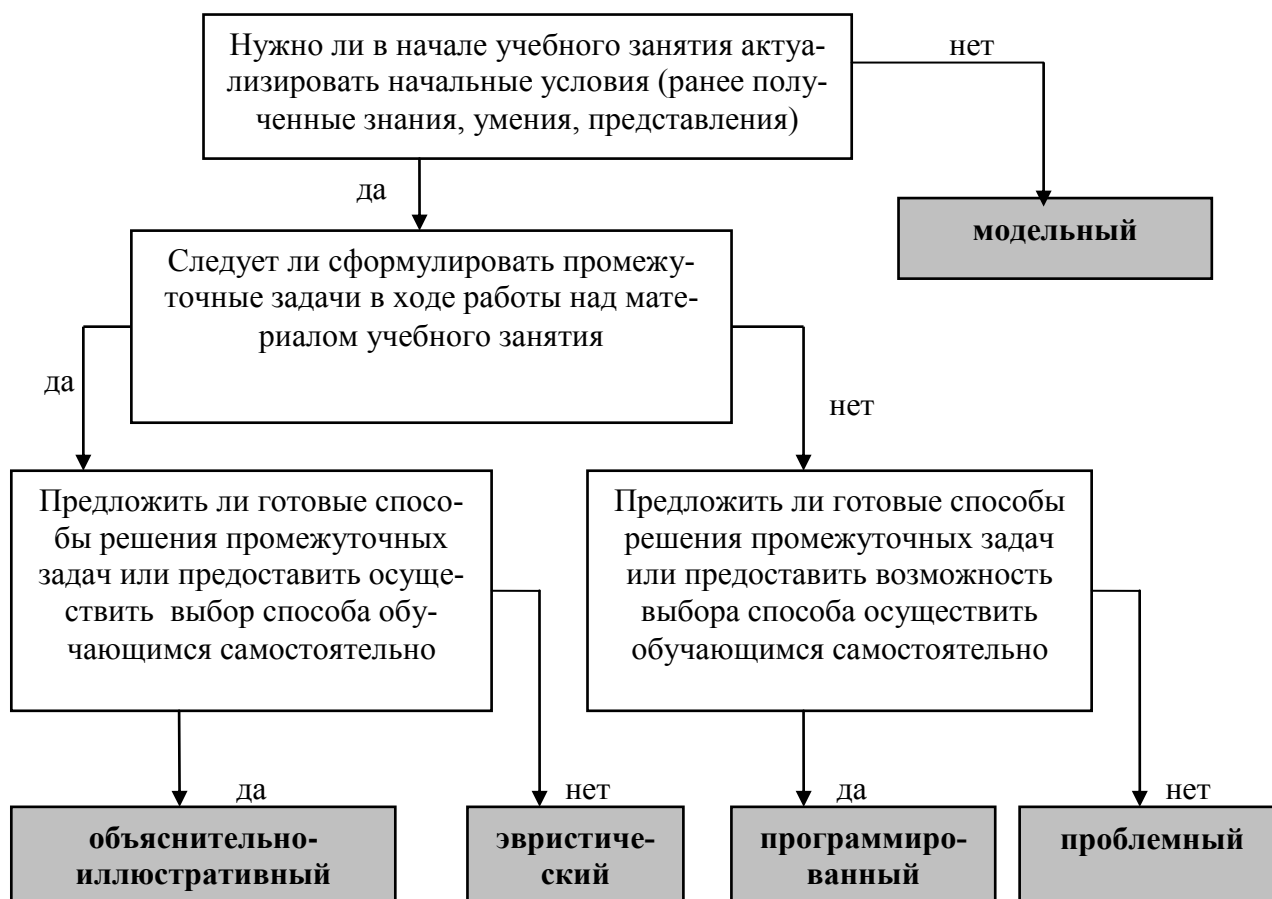 Нужно ли в начале учебного занятия актуа-
лизировать начальные условия (ранее полу-
ченные знания, умения, представления)
нет
да
модельный
Следует ли сформулировать промежу-
точные задачи в ходе работы над мате-
риалом учебного занятия
да
нет
Предложить ли готовые спосо-
бы решения промежуточных
задач или предоставить осуще-
ствить выбор способа обу-
чающимся самостоятельно
Предложить ли готовые способы
решения промежуточных задач
или предоставить возможность
выбора способа осуществить
обучающимся самостоятельно
да
нет
да
нет
объяснительно-
иллюстративный
эвристиче-
ский
программиро-
ванный
проблемный